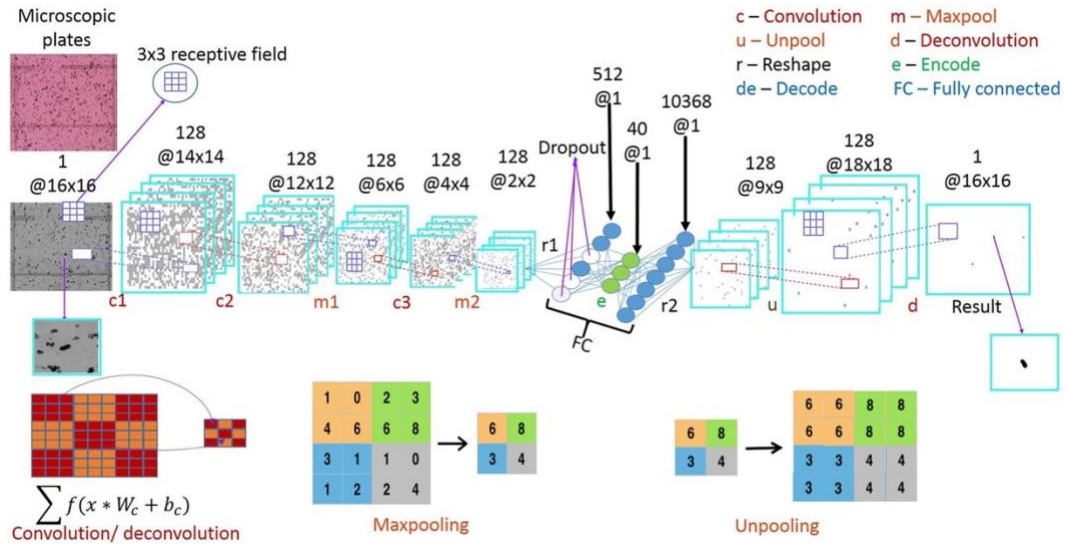 Microscopic
plates
3x3 receptive field
c – Convolution
m – Maxpool
u – Unpool
d – Deconvolution
r – Reshape
e – Encode
de – Decode
FC – Fully connected
1
@16x16
128
@14x14
128
@12x12
128
@6x6
128
@4x4
128
@2x2
Dropout
512
@1
40
@1
10368
@1
128
@9x9
128
@18x18
1
@16x16
c1
c2
m1
c3
m2
r1
e
FC
r2
u
d
Result
∑ f(x * W_c + b_c)
Convolution/ deconvolution
1 0 2 3
4 6 6 8
3 1 1 0
1 2 2 4
6 8
3 4
Maxpooling
6 8
3 4
6 6 8 8
6 6 8 8
3 3 4 4
3 3 4 4
Unpooling